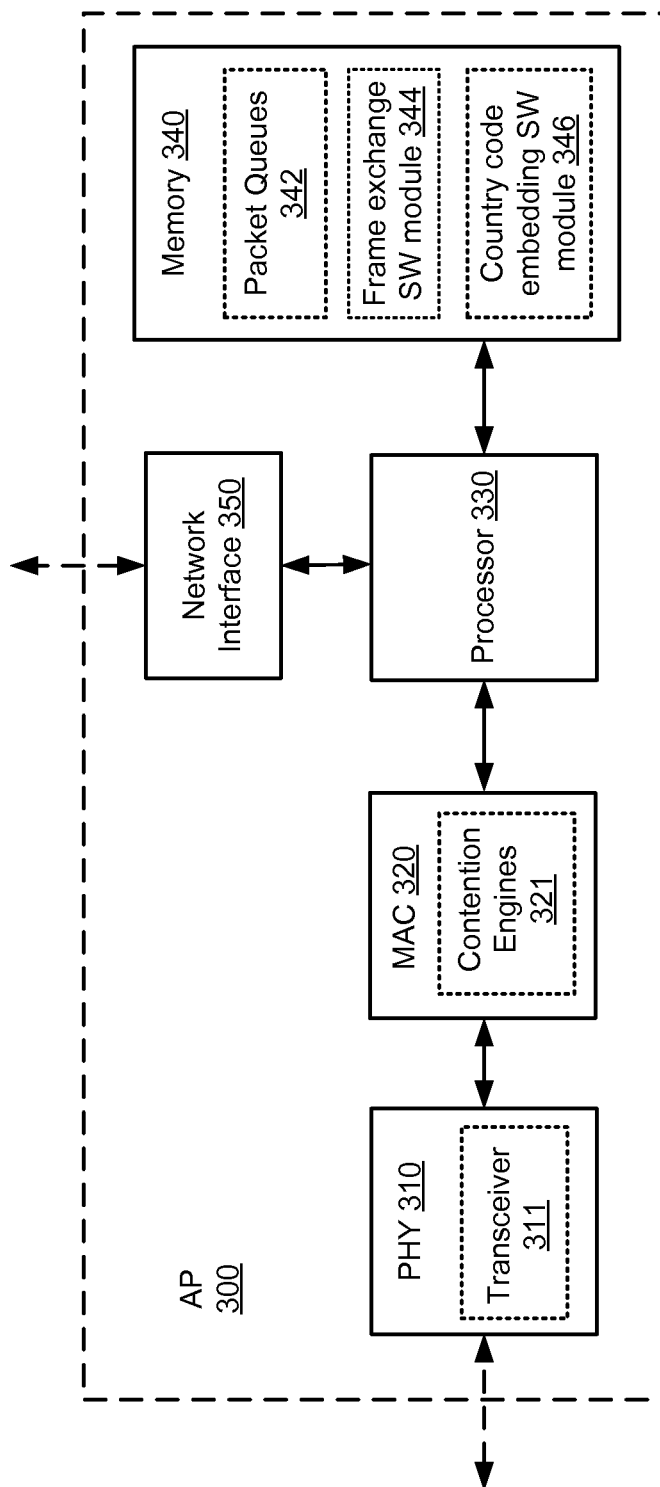 AP
300
PHY 310
Transceiver
311
MAC 320
Contention
Engines
321
Processor 330
Network
Interface 350
Memory 340
Packet Queues
342
Frame exchange
SW module 344
Country code
embedding SW
module 346